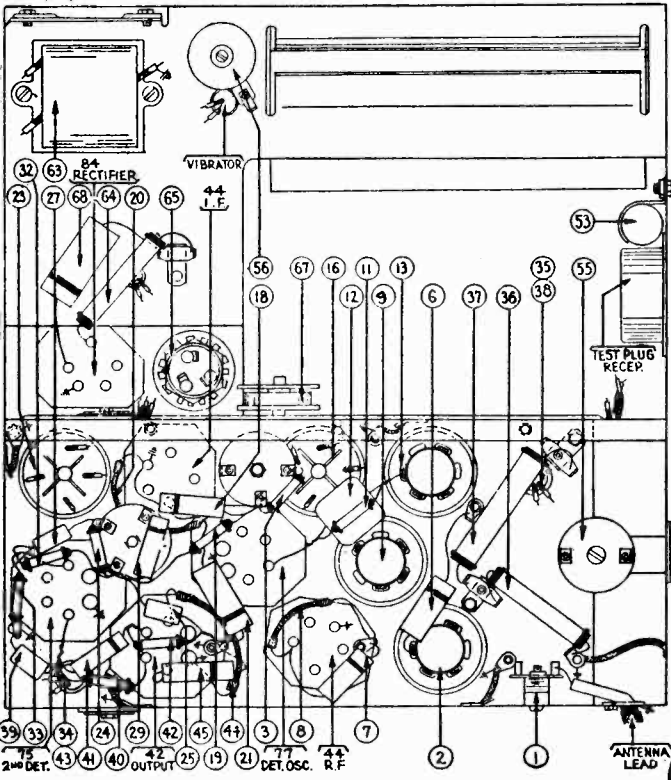 32 63 84 RECTIFIER
VIBRATOR
23 27 68 64 20 65 44 I.F.
53
56
18 67 16 12 11 13 9 6 37 36 35 38 55
TEST PLUG RECEP.
39 33 34 24 29 42 25 45 19 47 21 3 8 7 2 1
43 41 40
75 2ND DET.
42 OUTPUT
77 DET. OSC.
44 R.F.
ANTENNA LEAD